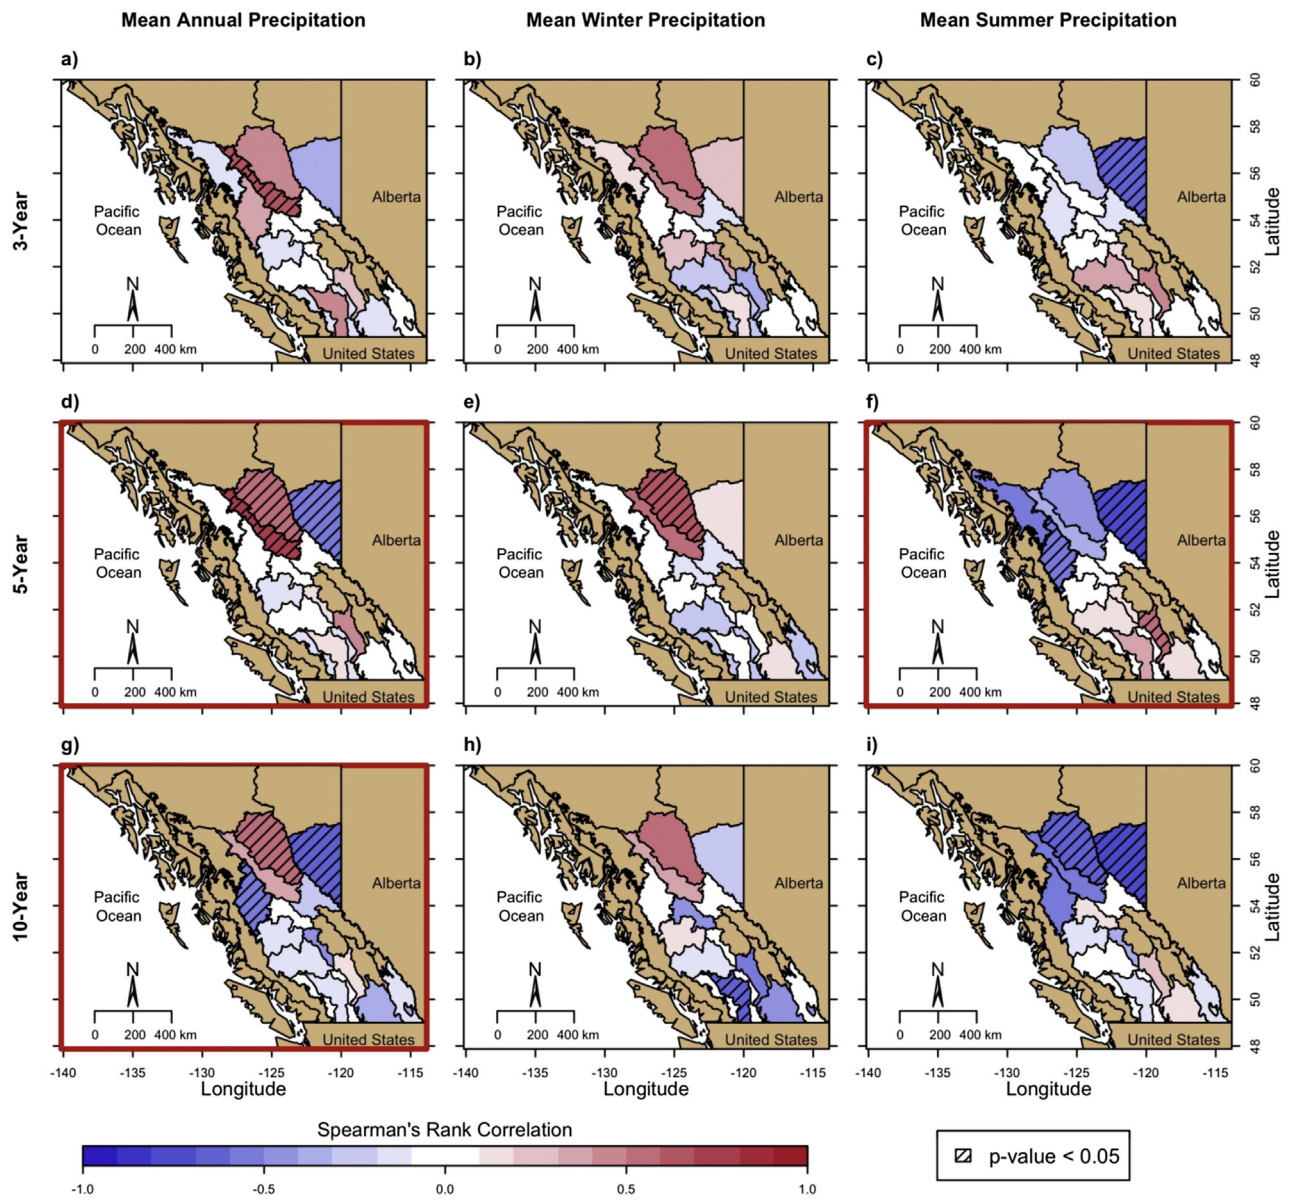 Mean Annual Precipitation
Mean Winter Precipitation
Mean Summer Precipitation
3-Year
a)
Pacific
Ocean
Alberta
N
0 200 400 km
United States
b)
Pacific
Ocean
Alberta
N
0 200 400 km
United States
c)
Pacific
Ocean
Alberta
N
0 200 400 km
United States
60
58
56
54
52
50
48
Latitude
5-Year
d)
Pacific
Ocean
Alberta
N
0 200 400 km
United States
e)
Pacific
Ocean
Alberta
N
0 200 400 km
United States
f)
Pacific
Ocean
Alberta
N
0 200 400 km
United States
60
58
56
54
52
50
48
Latitude
10-Year
g)
Pacific
Ocean
Alberta
N
0 200 400 km
United States
-140 -135 -130 -125 -120 -115
Longitude
h)
Pacific
Ocean
Alberta
N
0 200 400 km
United States
-140 -135 -130 -125 -120 -115
Longitude
i)
Pacific
Ocean
Alberta
N
0 200 400 km
United States
-140 -135 -130 -125 -120 -115
Longitude
60
58
56
54
52
50
48
Latitude
Spearman's Rank Correlation
-1.0 -0.5 0.0 0.5 1.0
p-value < 0.05